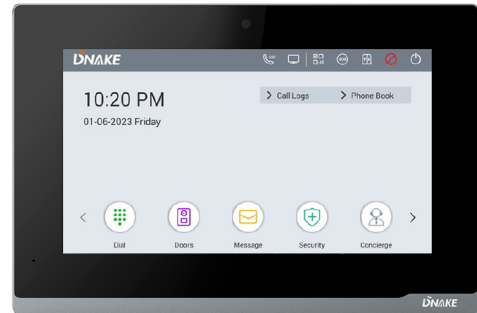 DNAKE
10:20 PM
01-06-2023 Friday
> Call Logs > Phone Book
< >
Dial Doors Message Security Concierge
DNAKE